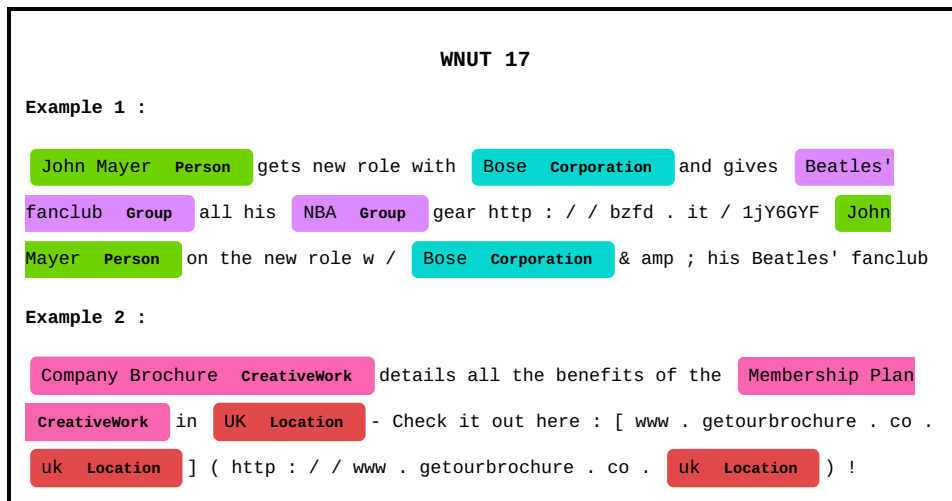 WNUT 17
Example 1 :
John Mayer Person gets new role with Bose Corporation and gives Beatles'
fanclub Group all his NBA Group gear http : / / bzfd . it / 1jY6GYF John
Mayer Person on the new role w / Bose Corporation & amp ; his Beatles' fanclub
Example 2 :
Company Brochure CreativeWork details all the benefits of the Membership Plan
CreativeWork in UK Location - Check it out here : [ www . getourbrochure . co .
uk Location ] ( http : / / www . getourbrochure . co . uk Location ) !